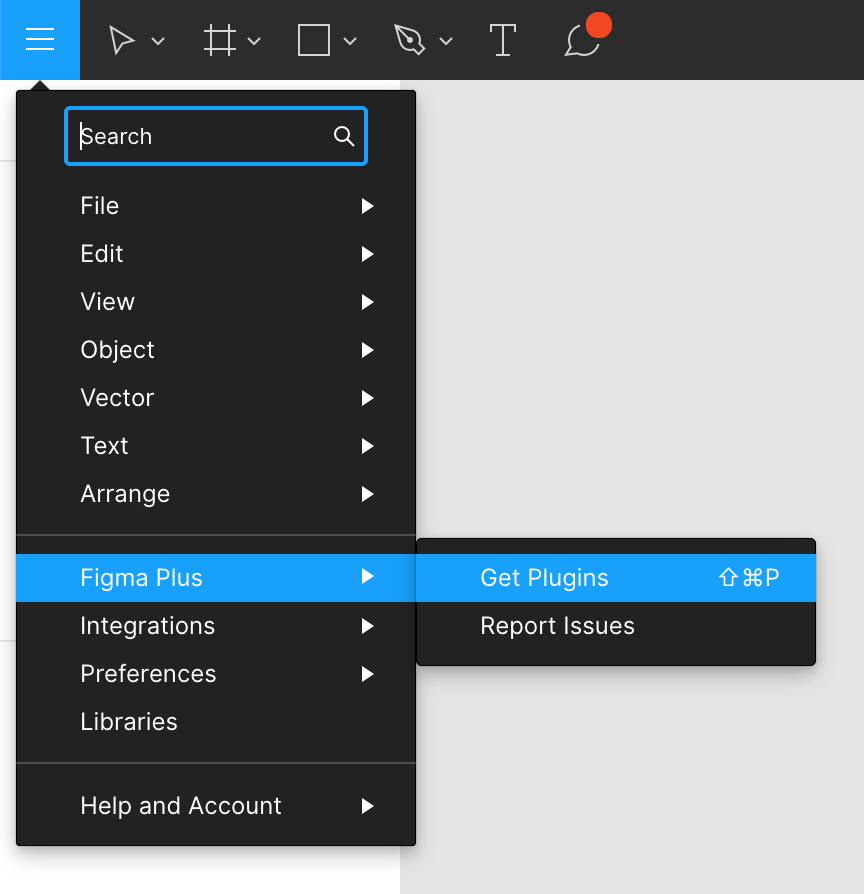 Search
File
Edit
View
Object
Vector
Text
Arrange
Figma Plus
Get Plugins ⇧⌘P
Integrations
Report Issues
Preferences
Libraries
Help and Account